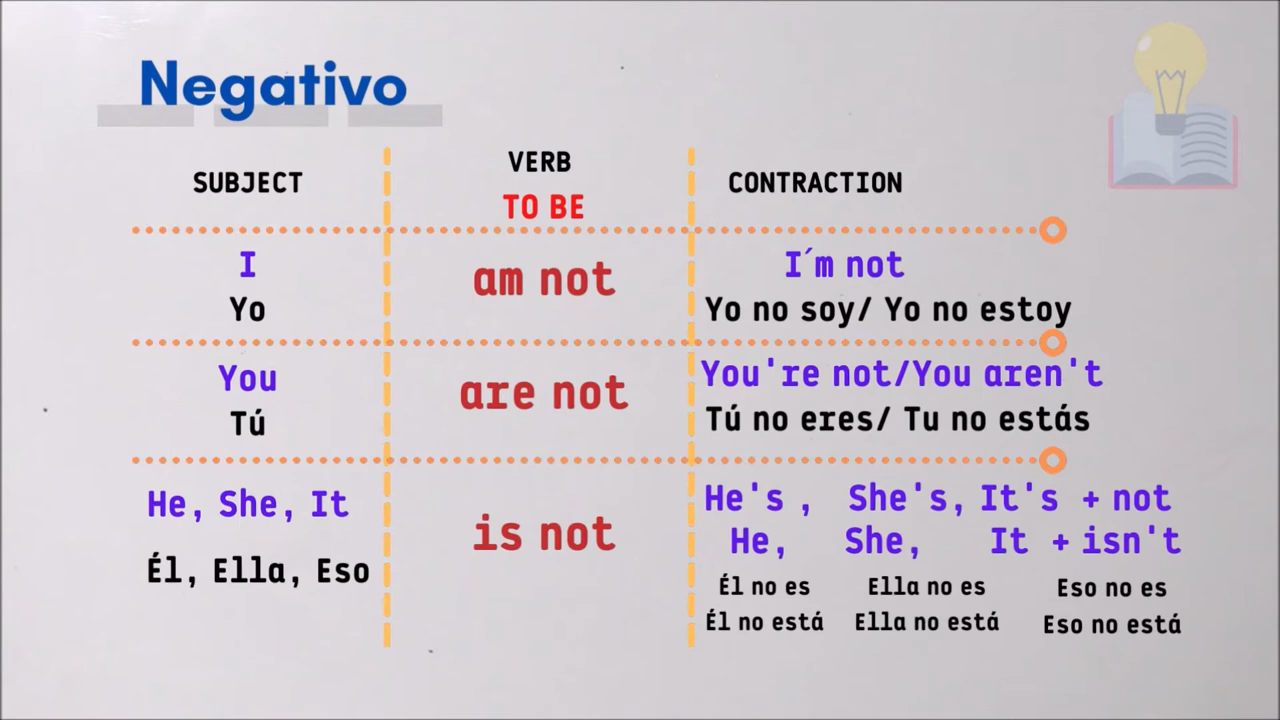 Negativo
SUBJECT
VERB
TO BE
CONTRACTION
I
Yo
am not
I´m not
Yo no soy/ Yo no estoy
You
Tú
are not
You're not/You aren't
Tú no eres/ Tu no estás
He, She, It
Él, Ella, Eso
is not
He's , She's, It's + not
He, She, It + isn't
Él no es Ella no es Eso no es
Él no está Ella no está Eso no está